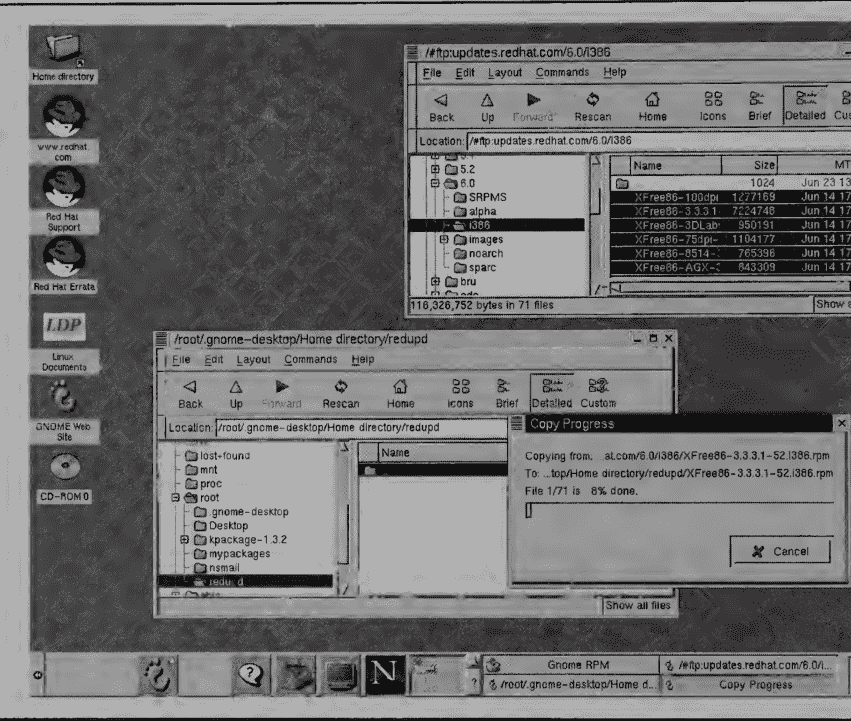 Home directory
www.redhat.com
Red Hat Support
Red Hat Errata
LDP
Linux Documents
GNOME Web Site
CD-ROM 0
/#ftp:updates.redhat.com/6.0/i386
File Edit Layout Commands Help
Back Up Forward Rescan Home Icons Brief Detailed
Location: /#ftp:updates.redhat.com/6.0/i386
5.2
6.0
SRPMS
alpha
i386
images
noarch
sparc
bru
Name Size MT
1024 Jun 23 13
XFree86-100dpi 1277169 Jun 14 17
XFree86-3.3.3.1- 7224748 Jun 14 17
XFree86-3DLab 950191 Jun 14 17
XFree86-75dpi- 1104177 Jun 14 17
XFree86-8514- 765396 Jun 14 17
XFree86-AGX- 843309 Jun 14 17
116,326,752 bytes in 71 files
Show
/root/.gnome-desktop/Home directory/redupd
File Edit Layout Commands Help
Back Up Forward Rescan Home Icons Brief Detailed Custom
Location: /root/.gnome-desktop/Home directory/redupd
lost+found
mnt
proc
root
.gnome-desktop
Desktop
kpackage-1.3.2
mypackages
nsmail
redupd
Name
Show all files
Copy Progress
Copying from: ...at.com/6.0/i386/XFree86-3.3.3.1-52.i386.rpm
To: ...top/Home directory/redupd/XFree86-3.3.3.1-52.i386.rpm
File 1/71 is 8% done.
Cancel
N
?
Gnome RPM
/#ftp:updates.redhat.com/6.0/i...
/root/.gnome-desktop/Home d...
Copy Progress